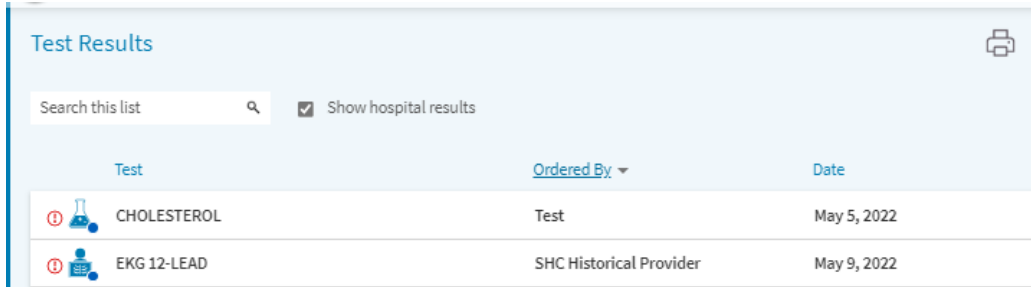 Test Results
Search this list Show hospital results
Test Ordered By Date
CHOLESTEROL Test May 5, 2022
EKG 12-LEAD SHC Historical Provider May 9, 2022